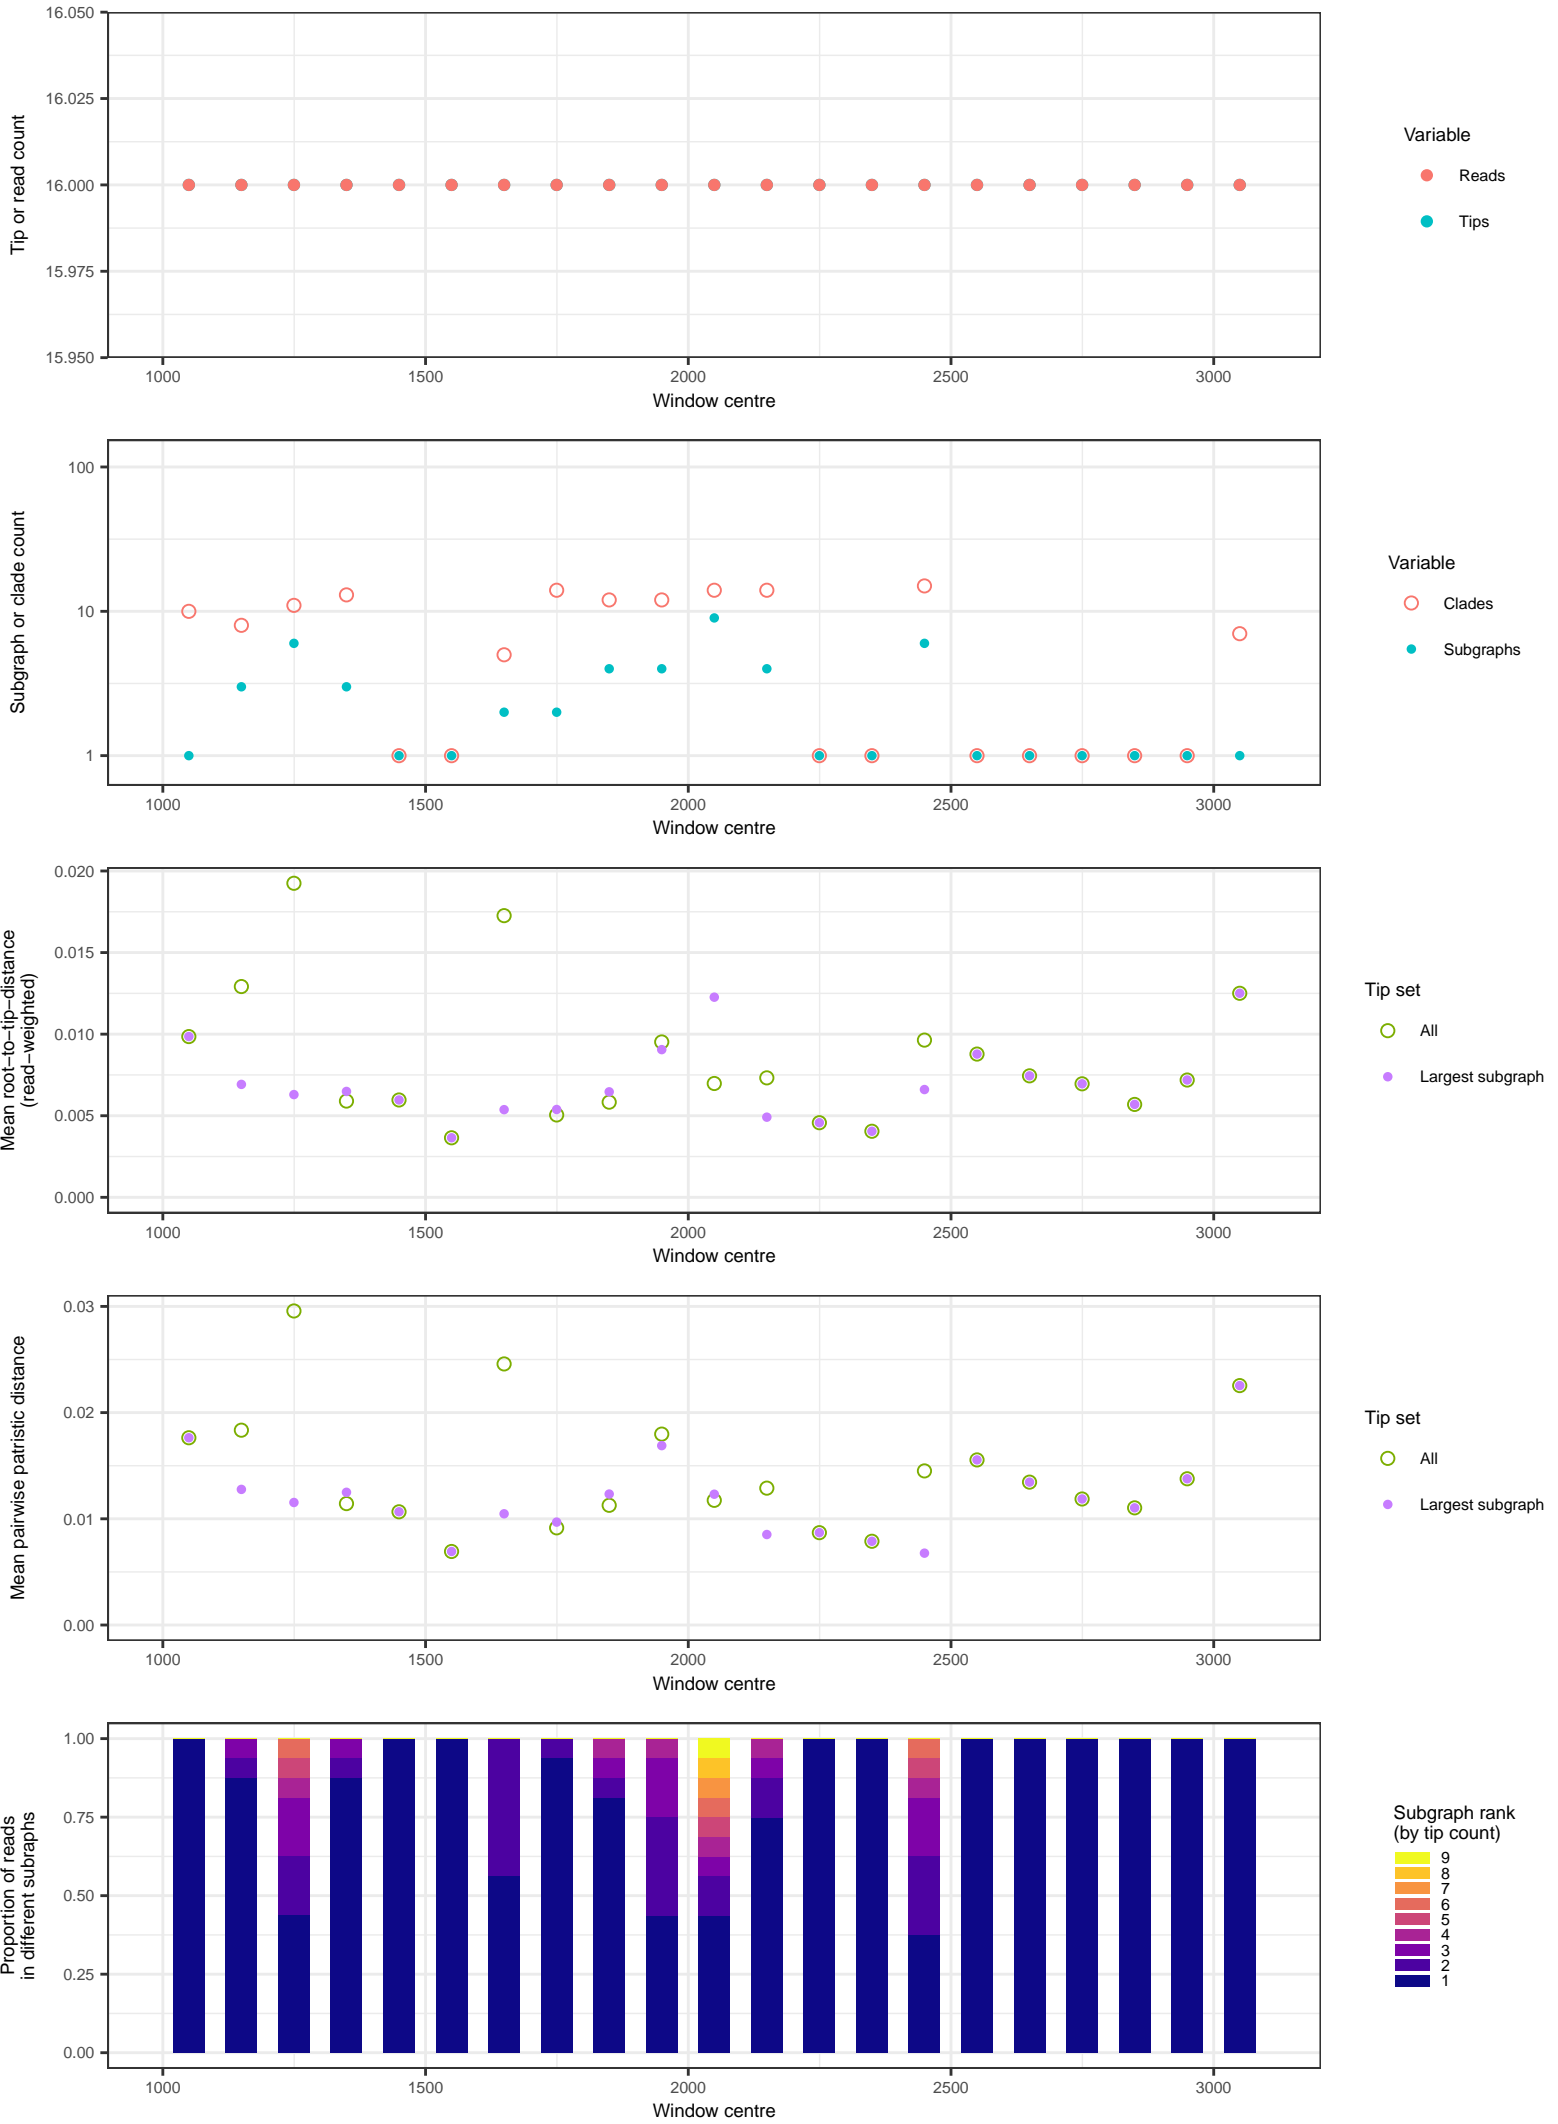 16.050
16.025
16.000
15.975
15.950
Tip or read count
1000 1500 2000 2500 3000
Window centre
Variable
Reads
Tips
100
10
1
Subgraph or clade count
1000 1500 2000 2500 3000
Window centre
Variable
Clades
Subgraphs
0.020
0.015
0.010
0.005
0.000
Mean root−to−tip−distance
(read−weighted)
1000 1500 2000 2500 3000
Window centre
Tip set
All
Largest subgraph
0.03
0.02
0.01
0.00
Mean pairwise patristic distance
1000 1500 2000 2500 3000
Window centre
Tip set
All
Largest subgraph
1.00
0.75
0.50
0.25
0.00
Proportion of reads
in different subraphs
1000 1500 2000 2500 3000
Window centre
Subgraph rank
(by tip count)
9
8
7
6
5
4
3
2
1